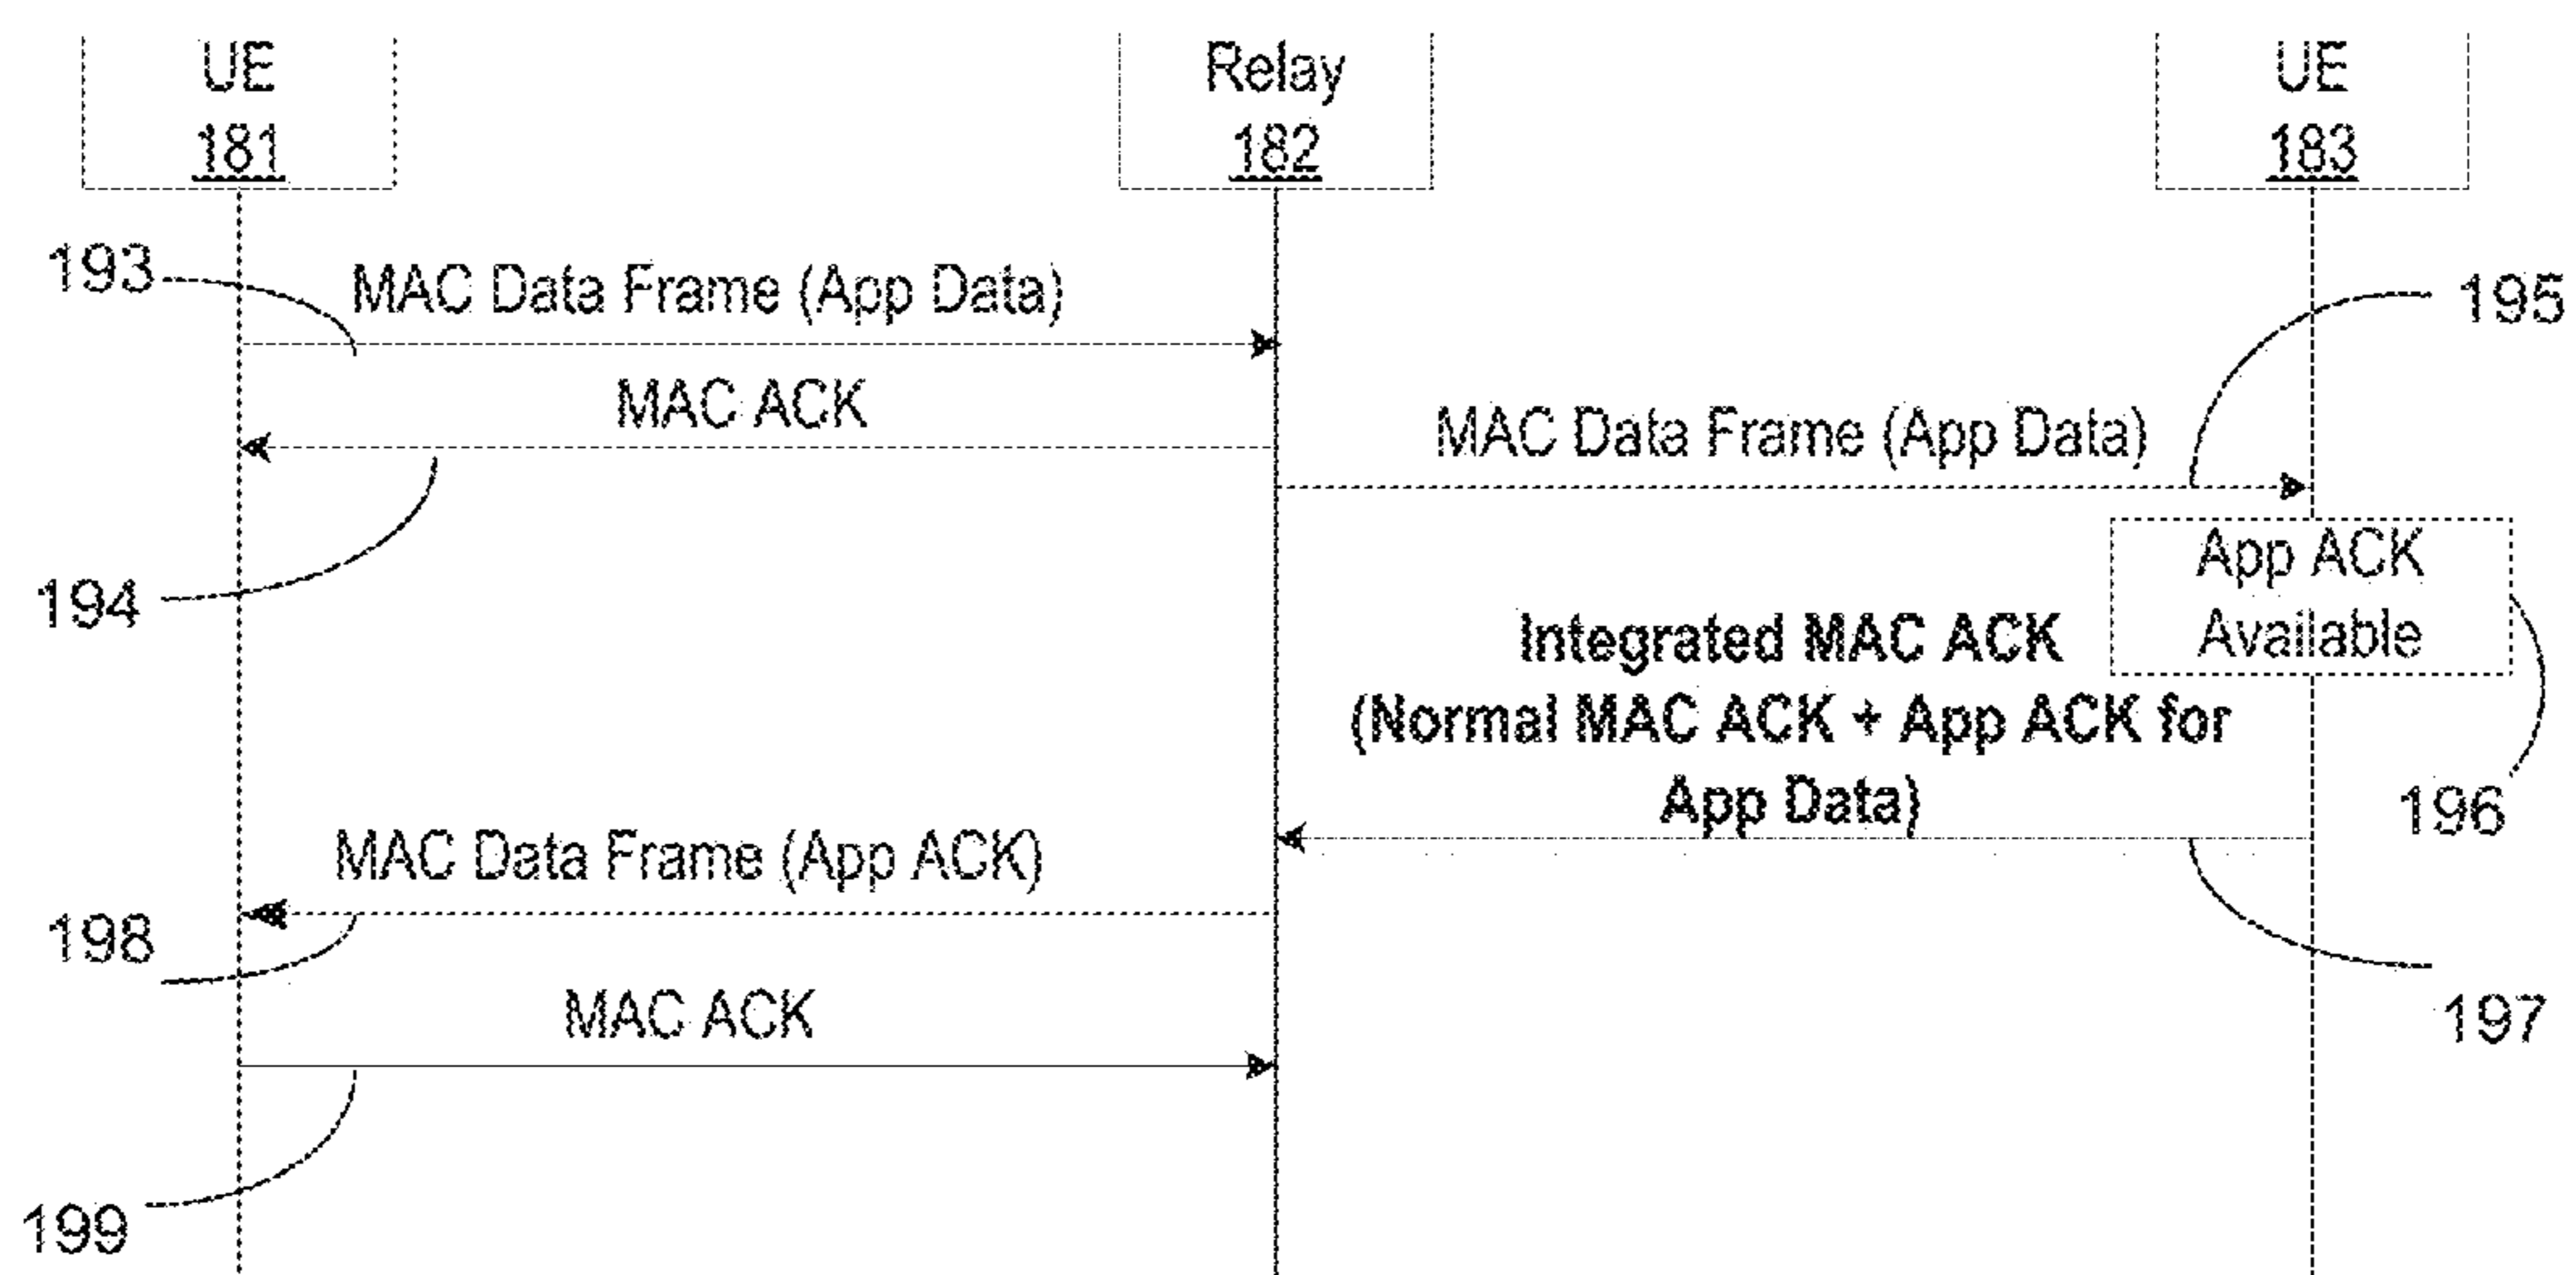 UE
181
Relay
182
UE
183
193
MAC Data Frame (App Data)
195
MAC ACK
MAC Data Frame (App Data)
194
App ACK
Available
Integrated MAC ACK
(Normal MAC ACK + App ACK for
App Data)
196
MAC Data Frame (App ACK)
198
197
MAC ACK
199